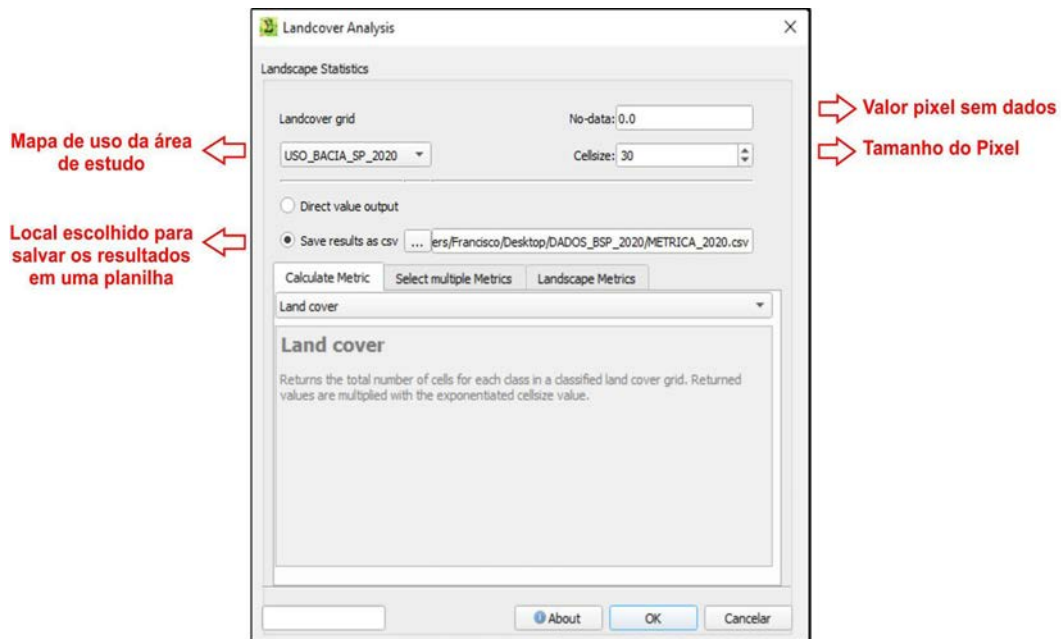 Landcover Analysis
Landscape Statistics
Landcover grid
No-data: 0.0
Valor pixel sem dados
Mapa de uso da área
de estudo
USO_BACIA_SP_2020
Cellsize: 30
Tamanho do Pixel
Direct value output
Local escolhido para
salvar os resultados
em uma planilha
Save results as csv ... ers/Francisco/Desktop/DADOS_BSP_2020/METRICA_2020.csv
Calculate Metric Select multiple Metrics Landscape Metrics
Land cover
Land cover
Returns the total number of cells for each class in a classified land cover grid. Returned
values are multiplied with the exponentiated cellsize value.
About OK Cancelar